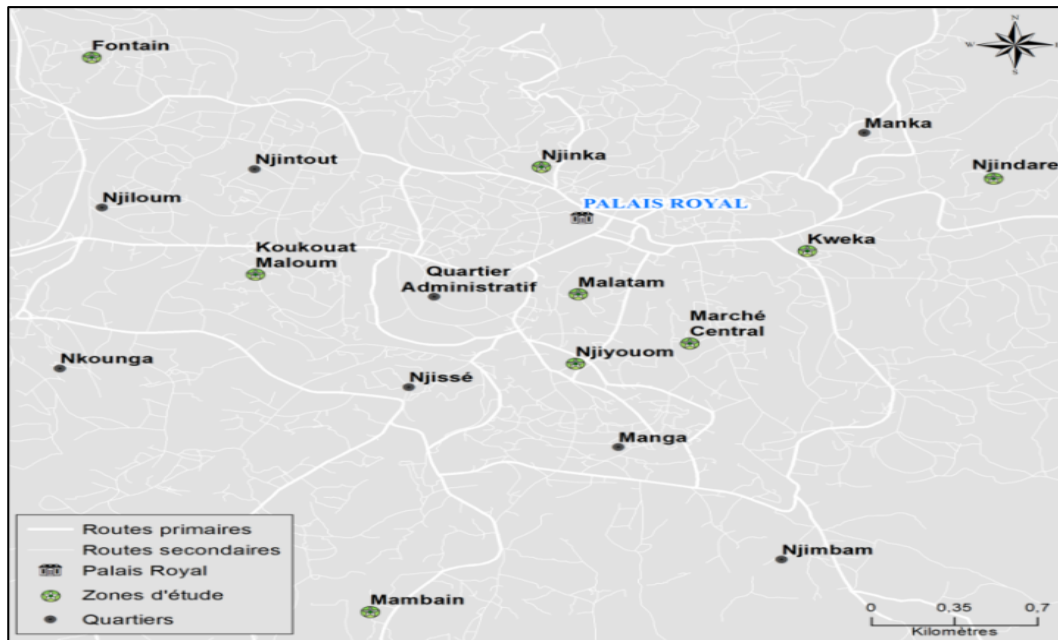 N
W
S
Fontain
Manka
Njintout
Njinka
Njindare
Njiloum
PALAIS ROYAL
Kweka
Koukouat
Maloum
Quartier
Administratif
Malatam
Marché
Central
Nkounga
Njiyouom
Njissé
Manga
Njimbam
Mambain
Routes primaires
Routes secondaires
Palais Royal
Zones d'étude
Quartiers
0 0,35 0,7
Kilomètres